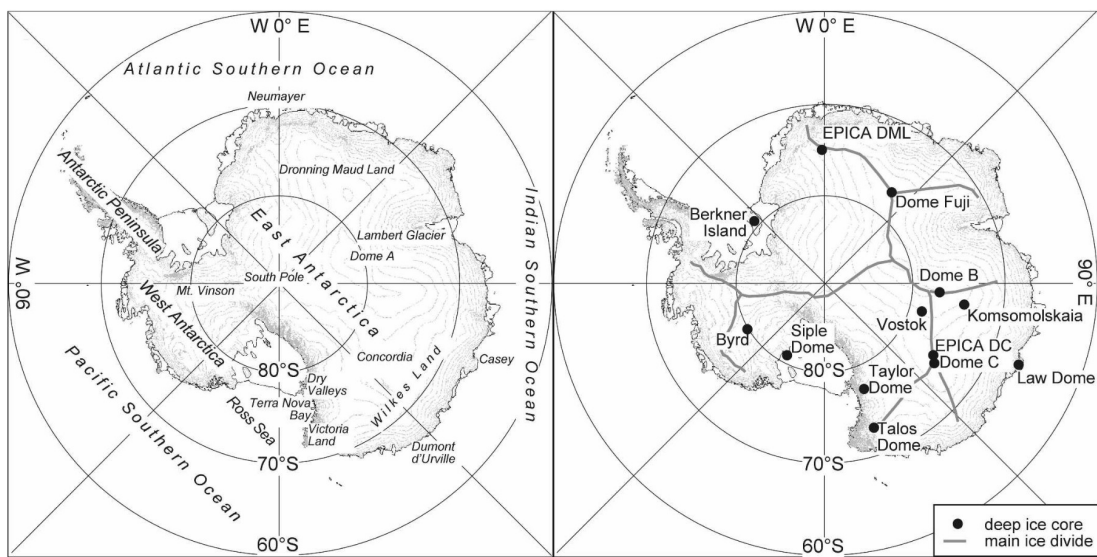 W 0° E
Atlantic Southern Ocean
Neumayer
Dronning Maud Land
Antarctic Peninsula
East Antarctica
Lambert Glacier
Dome A
South Pole
90° W
Mt. Vinson
West Antarctica
Indian Southern Ocean
Concordia
Casey
80°S
Dry
Valleys
Wilkes Land
Terra Nova
Bay
Ross Sea
Victoria
Land
Pacific Southern Ocean
Dumont
d'Urville
70°S
60°S
W 0° E
EPICA DML
Dome Fuji
Berkner
Island
Dome B
90° E
Komsomolskaia
Vostok
Byrd
Siple
Dome
EPICA DC
Dome C
Law Dome
80°S
Taylor
Dome
Talos
Dome
70°S
60°S
deep ice core
main ice divide